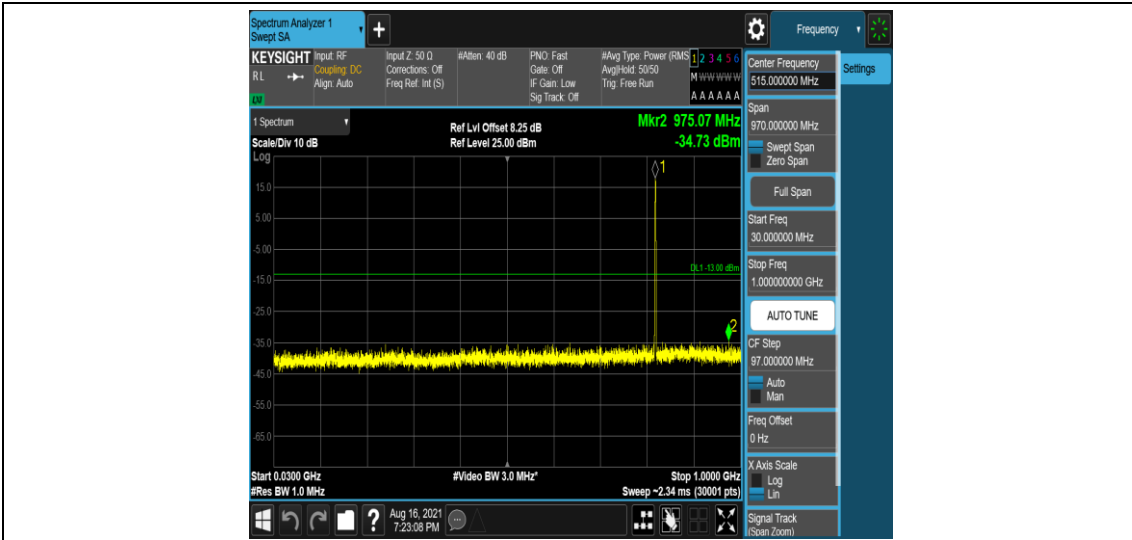 Spectrum Analyzer 1
Swept SA
+
Frequency
KEYSIGHT
RL
LXI
Input: RF
Coupling: DC
Align: Auto
Input Z: 50 Ω
Corrections: Off
Freq Ref: Int (S)
#Atten: 40 dB
PNO: Fast
Gate: Off
IF Gain: Low
Sig Track: Off
#Avg Type: Power (RMS
Avg|Hold: 50/50
Trig: Free Run
1 2 3 4 5 6
M W W W W W
A A A A A A
Center Frequency
515.000000 MHz
Settings
Span
970.000000 MHz
Swept Span
Zero Span
Full Span
Start Freq
30.000000 MHz
Stop Freq
1.000000000 GHz
AUTO TUNE
CF Step
97.000000 MHz
Auto
Man
Freq Offset
0 Hz
X Axis Scale
Log
Lin
Signal Track
(Span Zoom)
1 Spectrum
Scale/Div 10 dB
Log
Ref Lvl Offset 8.25 dB
Ref Level 25.00 dBm
Mkr2 975.07 MHz
-34.73 dBm
1
15.0
5.00
-5.00
DL1 -13.00 dBm
-15.0
-25.0
2
-35.0
-45.0
-55.0
-65.0
Start 0.0300 GHz
#Res BW 1.0 MHz
#Video BW 3.0 MHz*
Stop 1.0000 GHz
Sweep ~2.34 ms (30001 pts)
?
Aug 16, 2021
7:23:08 PM